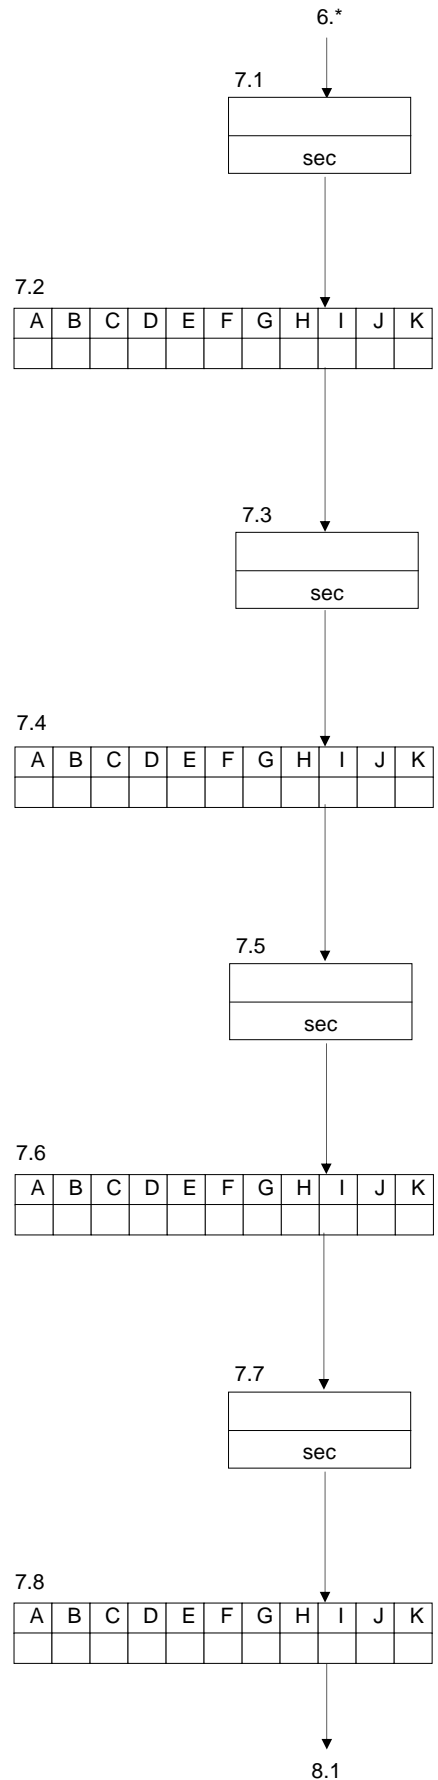 6.*
7.1
sec
7.2
A B C D E F G H I J K
7.3
sec
7.4
A B C D E F G H I J K
7.5
sec
7.6
A B C D E F G H I J K
7.7
sec
7.8
A B C D E F G H I J K
8.1